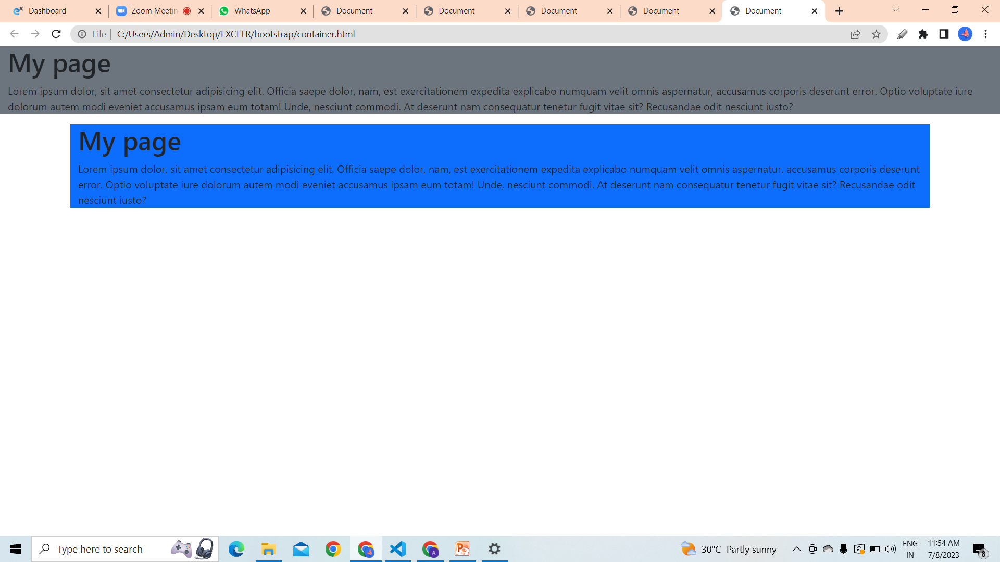 Dashboard
Zoom Meetin
WhatsApp
Document
Document
Document
Document
Document
File
C:/Users/Admin/Desktop/EXCELR/bootstrap/container.html
My page
Lorem ipsum dolor, sit amet consectetur adipisicing elit. Officia saepe dolor, nam, est exercitationem expedita explicabo numquam velit omnis aspernatur, accusamus corporis deserunt error. Optio voluptate iure
dolorum autem modi eveniet accusamus ipsam eum totam! Unde, nesciunt commodi. At deserunt nam consequatur tenetur fugit vitae sit? Recusandae odit nesciunt iusto?
My page
Lorem ipsum dolor, sit amet consectetur adipisicing elit. Officia saepe dolor, nam, est exercitationem expedita explicabo numquam velit omnis aspernatur, accusamus corporis deserunt
error. Optio voluptate iure dolorum autem modi eveniet accusamus ipsam eum totam! Unde, nesciunt commodi. At deserunt nam consequatur tenetur fugit vitae sit? Recusandae odit
nesciunt iusto?
Type here to search
30°C Partly sunny
ENG
IN
11:54 AM
7/8/2023
8